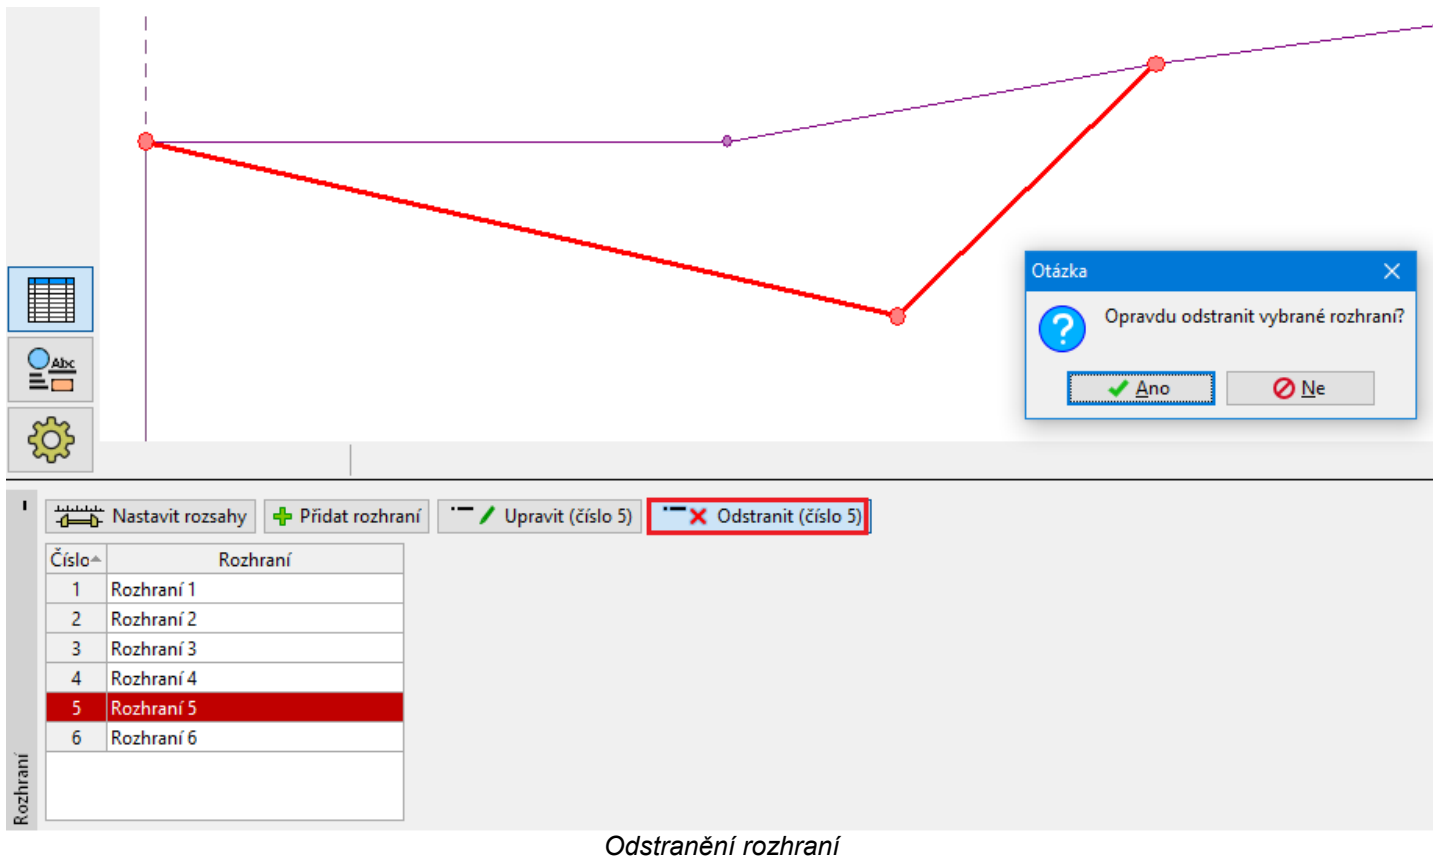 Otázka
Opravdu odstranit vybrané rozhraní?
Ano
Ne
Abc
Nastavit rozsahy
Přidat rozhraní
Upravit (číslo 5)
Odstranit (číslo 5)
Číslo Rozhraní
1 Rozhraní 1
2 Rozhraní 2
3 Rozhraní 3
4 Rozhraní 4
5 Rozhraní 5
6 Rozhraní 6
Rozhraní
Odstranění rozhraní